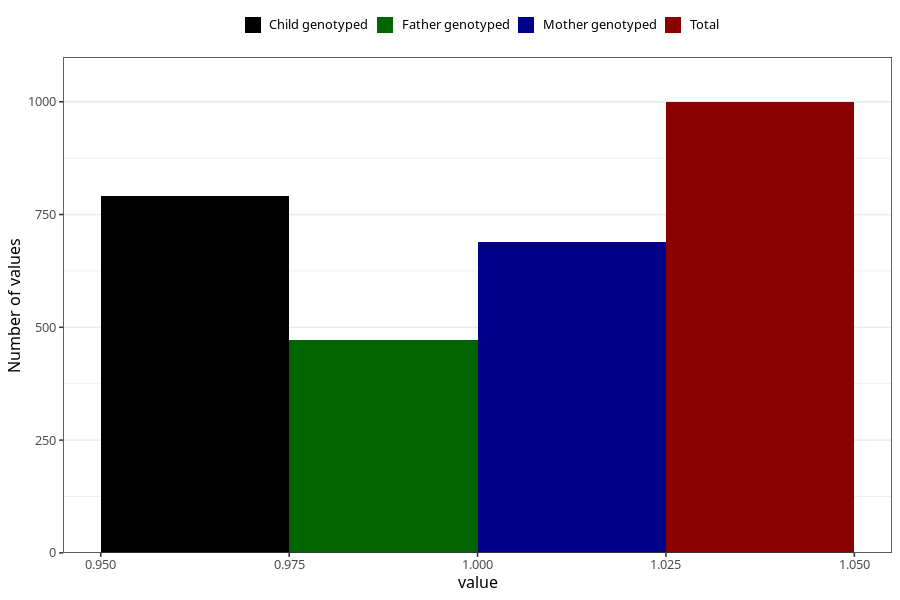 Child genotyped Father genotyped Mother genotyped Total
1000
750
500
250
0
Number of values
0.950 0.975 1.000 1.025 1.050
value